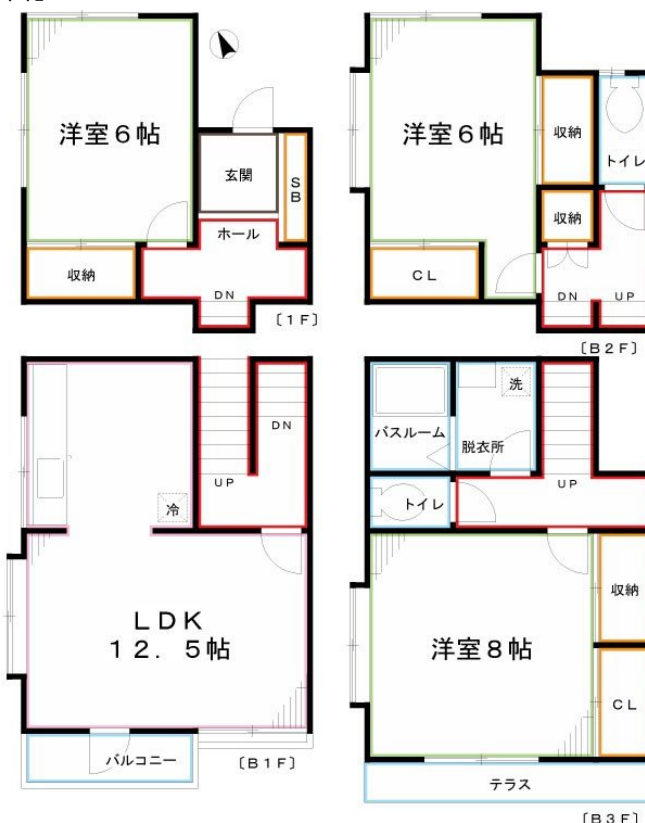 洋室6帖
玄関
SB
ホール
収納
DN
〔1F〕
洋室6帖
収納
トイレ
収納
CL
DN
UP
〔B2F〕
DN
UP
冷
LDK
12.5帖
バルコニー
〔B1F〕
洗
バスルーム
脱衣所
トイレ
UP
収納
洋室8帖
CL
テラス
〔B3F〕